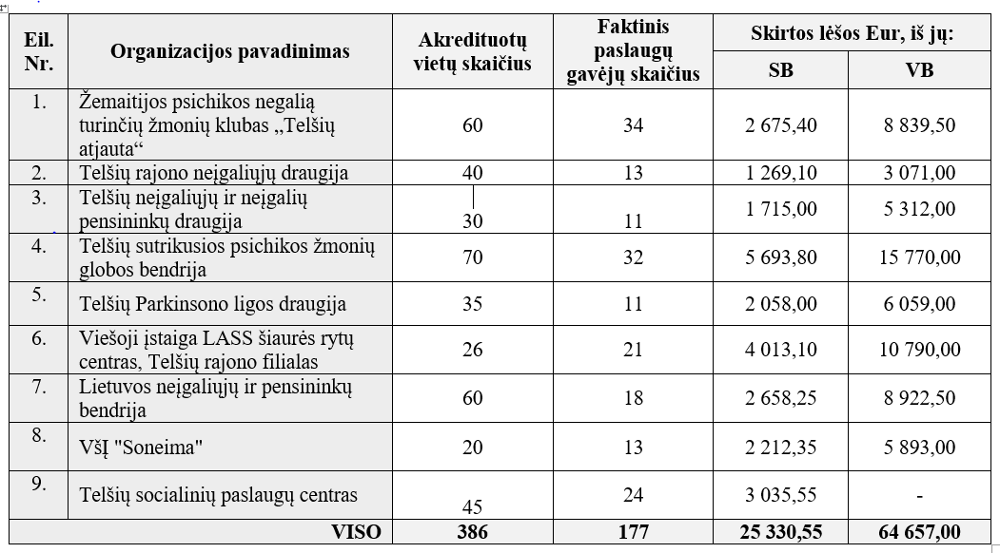 Eil. Nr. | Organizacijos pavadinimas | Akredituotų vietų skaičius | Faktinis paslaugų gavėjų skaičius | Skirtos lėšos Eur, iš jų:
SB | VB
1. | Žemaitijos psichikos negalią turinčių žmonių klubas „Telšių atjauta“ | 60 | 34 | 2 675,40 | 8 839,50
2. | Telšių rajono neįgaliųjų draugija | 40 | 13 | 1 269,10 | 3 071,00
3. | Telšių neįgaliųjų ir neįgalių pensininkų draugija | 30 | 11 | 1 715,00 | 5 312,00
4. | Telšių sutrikusios psichikos žmonių globos bendrija | 70 | 32 | 5 693,80 | 15 770,00
5. | Telšių Parkinsono ligos draugija | 35 | 11 | 2 058,00 | 6 059,00
6. | Viešoji įstaiga LASS šiaurės rytų centras, Telšių rajono filialas | 26 | 21 | 4 013,10 | 10 790,00
7. | Lietuvos neįgaliųjų ir pensininkų bendrija | 60 | 18 | 2 658,25 | 8 922,50
8. | VšĮ "Soneima" | 20 | 13 | 2 212,35 | 5 893,00
9. | Telšių socialinių paslaugų centras | 45 | 24 | 3 035,55 | -
VISO | 386 | 177 | 25 330,55 | 64 657,00